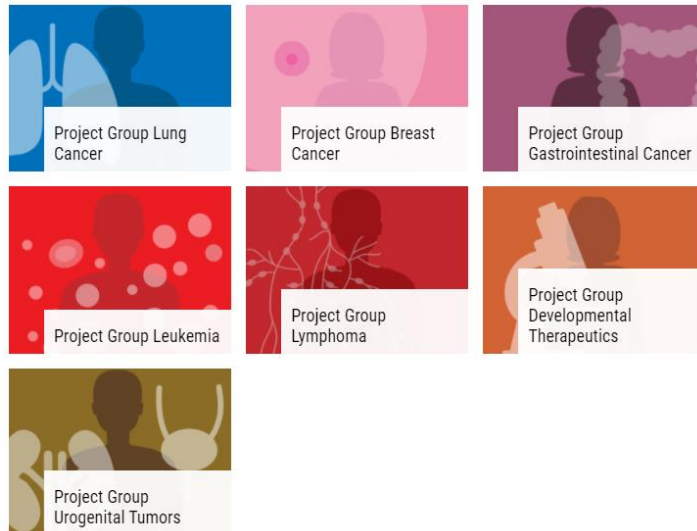 Project Group Lung
Cancer
Project Group Breast
Cancer
Project Group
Gastrointestinal Cancer
Project Group Leukemia
Project Group
Lymphoma
Project Group
Developmental
Therapeutics
Project Group
Urogenital Tumors